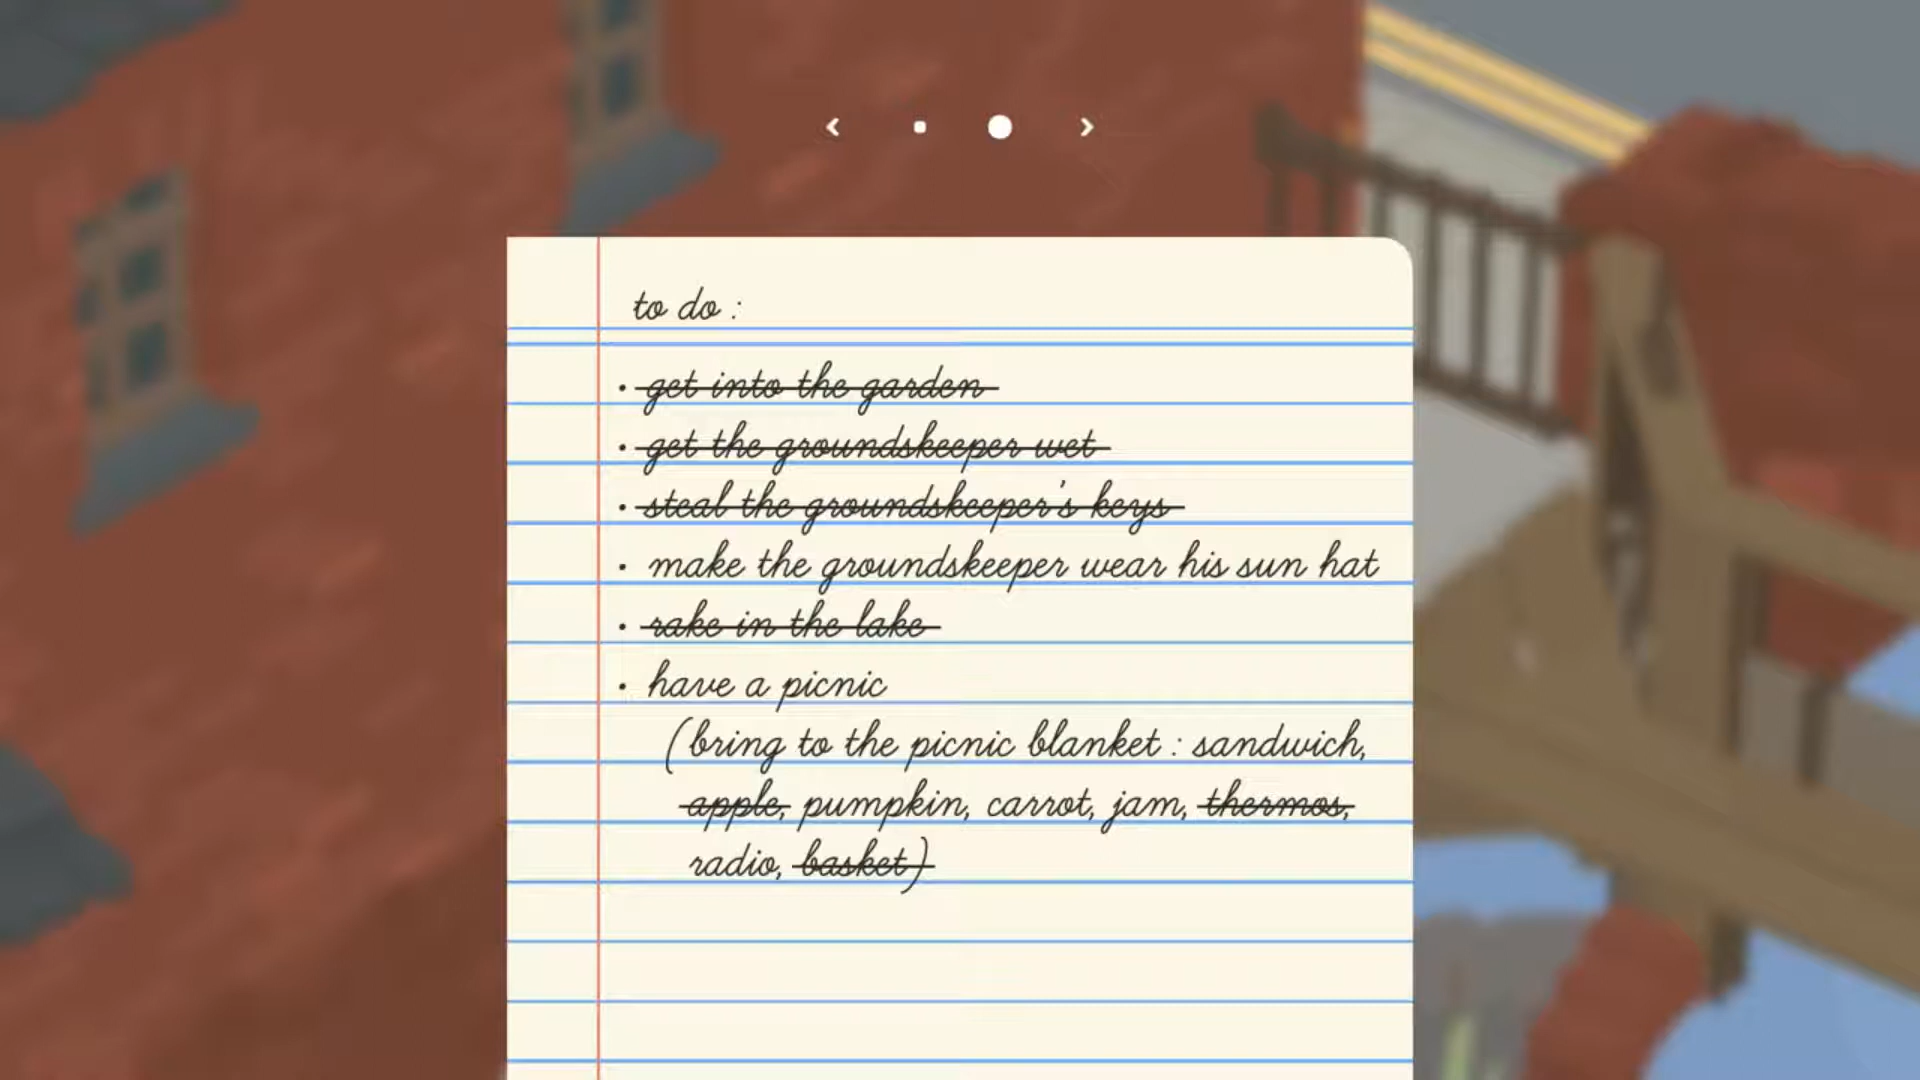 to do :
• get into the garden
• get the groundskeeper wet
• steal the groundskeeper's keys
• make the groundskeeper wear his sun hat
• rake in the lake
• have a picnic
(bring to the picnic blanket : sandwich,
apple, pumpkin, carrot, jam, thermos,
radio, basket)